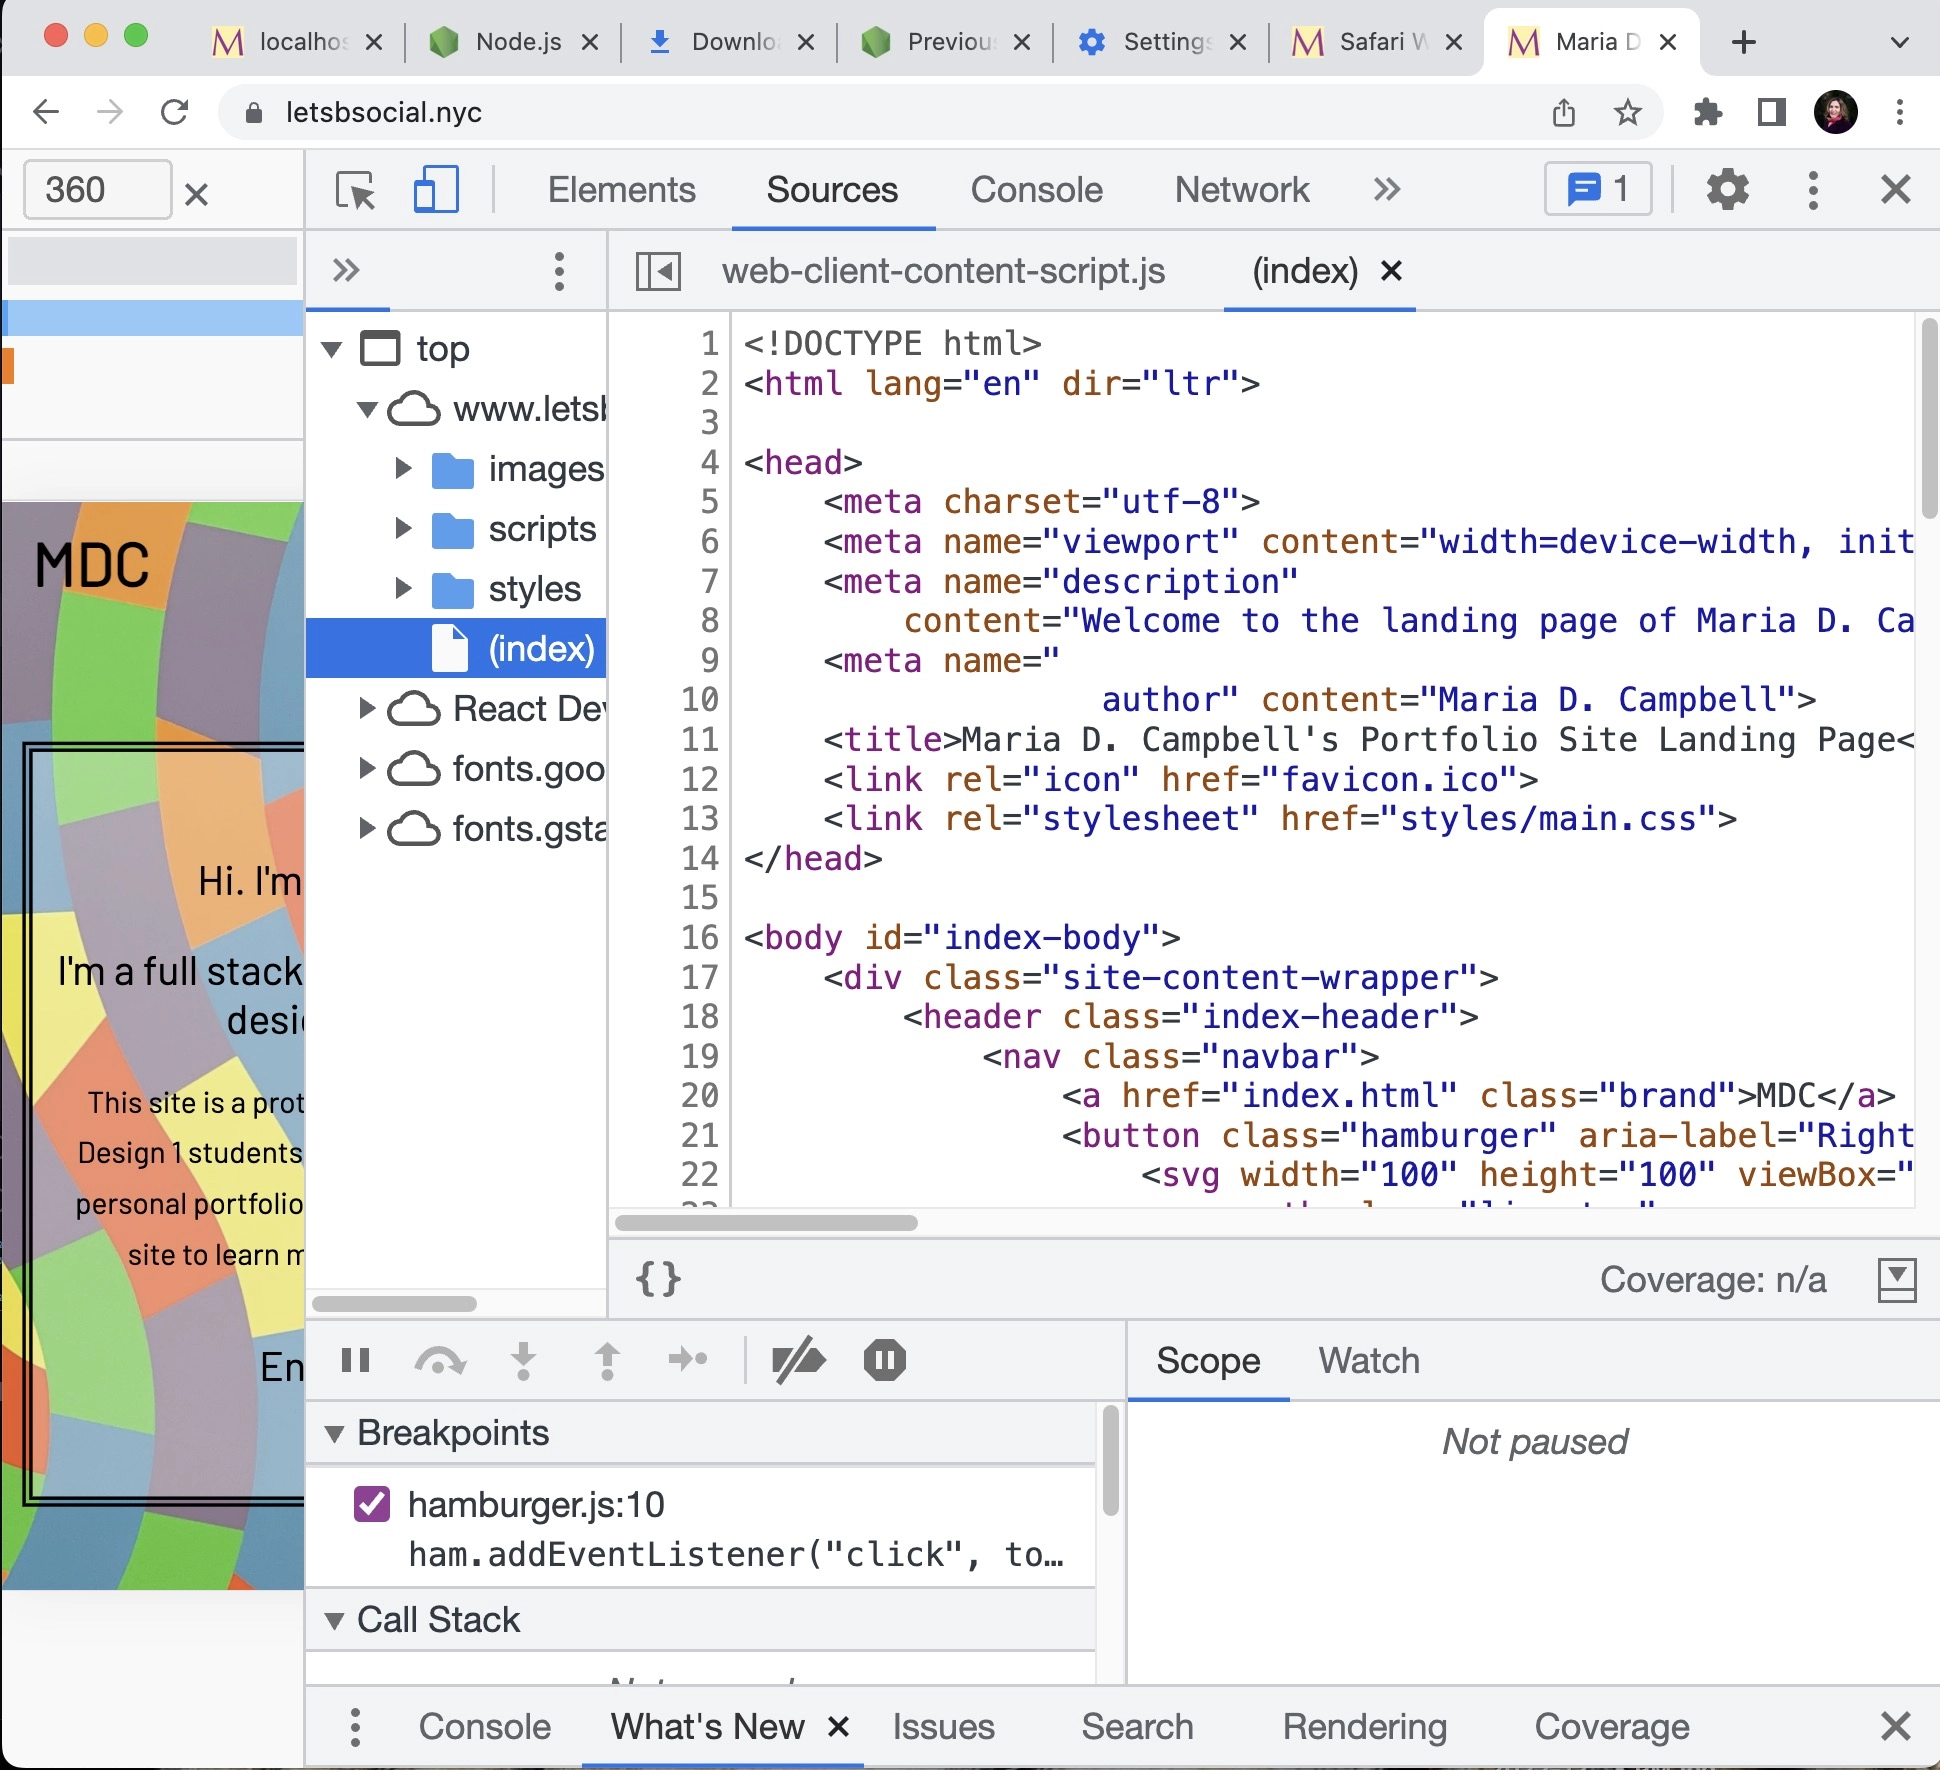 localhos
Node.js
Downlo
Previou
Settings
Safari W
Maria D
letsbsocial.nyc
360
Elements
Sources
Console
Network
1
web-client-content-script.js
(index)
top
www.letsb
images
scripts
styles
(index)
React Dev
fonts.goo
fonts.gsta
1 <!DOCTYPE html>
2 <html lang="en" dir="ltr">
3
4 <head>
5 <meta charset="utf-8">
6 <meta name="viewport" content="width=device-width, init
7 <meta name="description"
8 content="Welcome to the landing page of Maria D. Ca
9 <meta name="
10 author" content="Maria D. Campbell">
11 <title>Maria D. Campbell's Portfolio Site Landing Page<
12 <link rel="icon" href="favicon.ico">
13 <link rel="stylesheet" href="styles/main.css">
14 </head>
15
16 <body id="index-body">
17 <div class="site-content-wrapper">
18 <header class="index-header">
19 <nav class="navbar">
20 <a href="index.html" class="brand">MDC</a>
21 <button class="hamburger" aria-label="Right
22 <svg width="100" height="100" viewBox="
MDC
Hi. I'm
I'm a full stack
desig
This site is a prot
Design 1 students
personal portfolio
site to learn m
En
{}
Coverage: n/a
Scope
Watch
Not paused
Breakpoints
hamburger.js:10
ham.addEventListener("click", to…
Call Stack
Console
What's New
Issues
Search
Rendering
Coverage